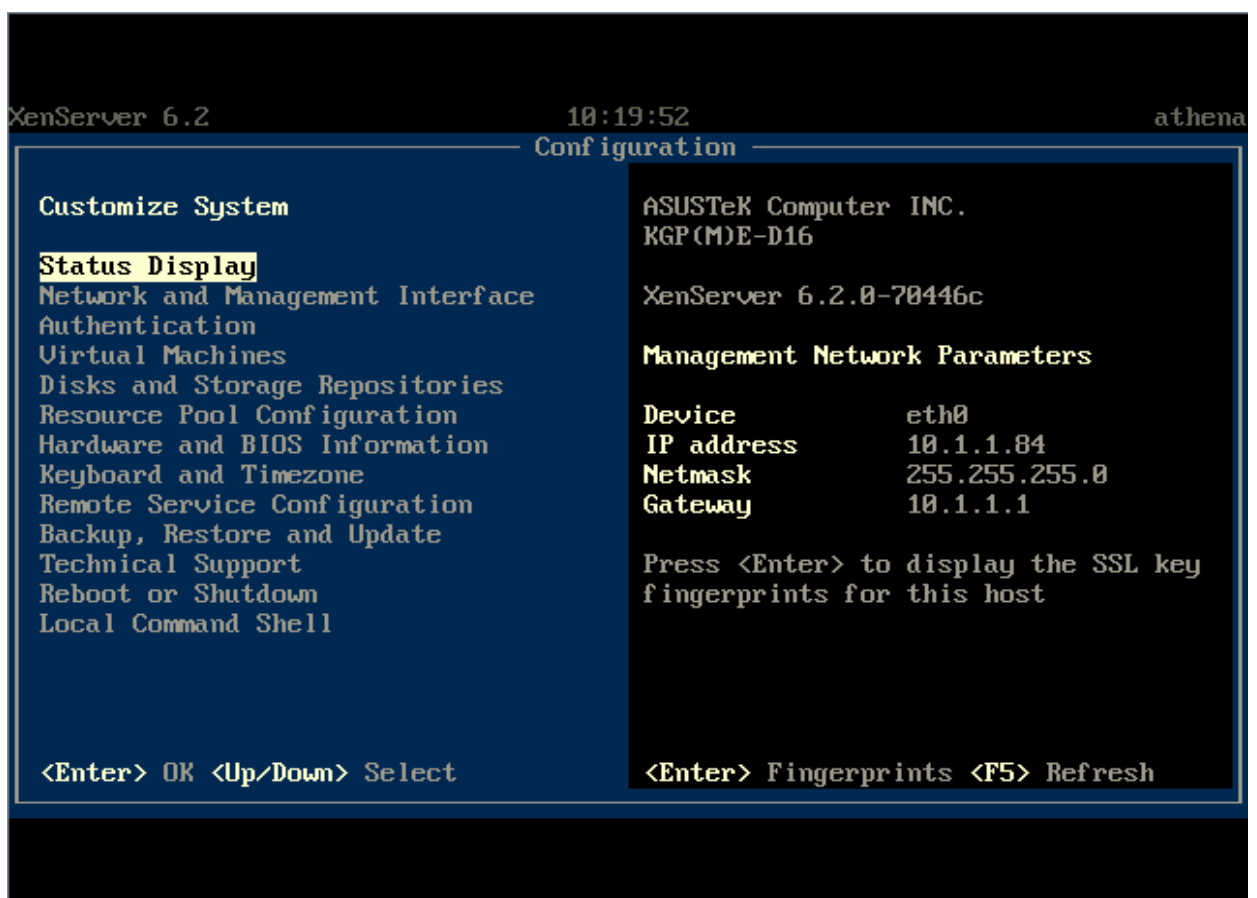 XenServer 6.2 10:19:52 athena
Configuration
Customize System
Status Display
Network and Management Interface
Authentication
Virtual Machines
Disks and Storage Repositories
Resource Pool Configuration
Hardware and BIOS Information
Keyboard and Timezone
Remote Service Configuration
Backup, Restore and Update
Technical Support
Reboot or Shutdown
Local Command Shell
<Enter> OK <Up/Down> Select
ASUSTeK Computer INC.
KGP(M)E-D16
XenServer 6.2.0-70446c
Management Network Parameters
Device eth0
IP address 10.1.1.84
Netmask 255.255.255.0
Gateway 10.1.1.1
Press <Enter> to display the SSL key
fingerprints for this host
<Enter> Fingerprints <F5> Refresh